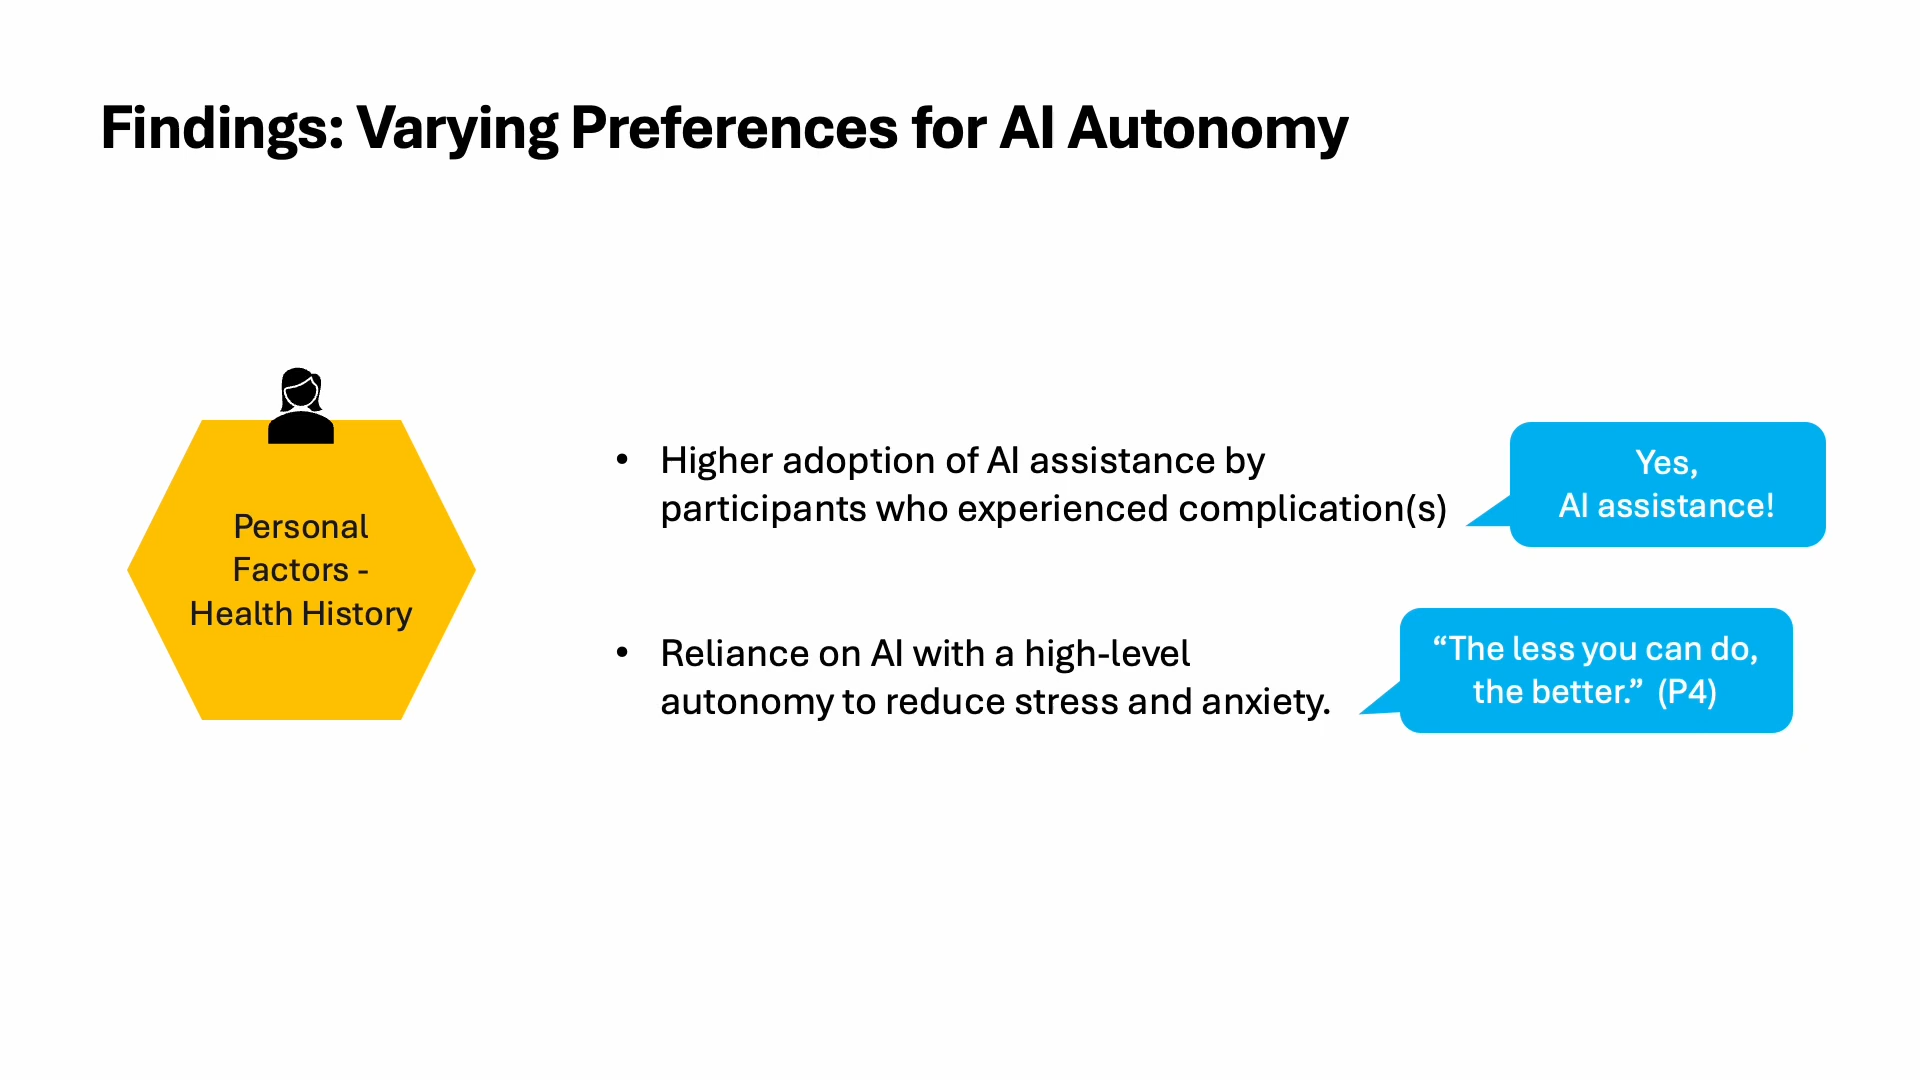 Findings: Varying Preferences for AI Autonomy
Personal
Factors -
Health History
• Higher adoption of AI assistance by
participants who experienced complication(s)
Yes,
AI assistance!
• Reliance on AI with a high-level
autonomy to reduce stress and anxiety.
“The less you can do,
the better.” (P4)